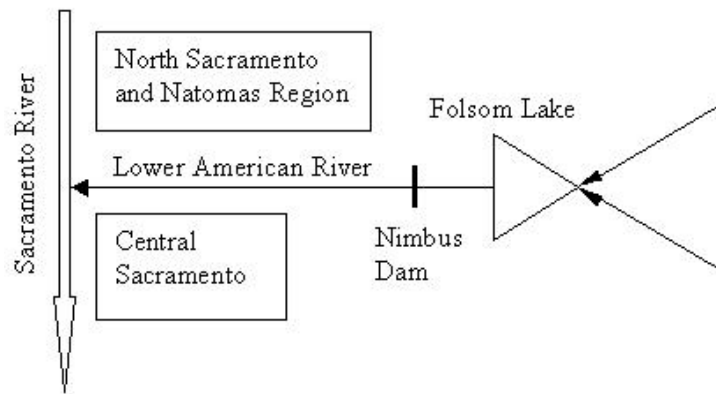 North Sacramento
and Natomas Region
Folsom Lake
Sacramento River
Lower American River
Central
Sacramento
Nimbus
Dam